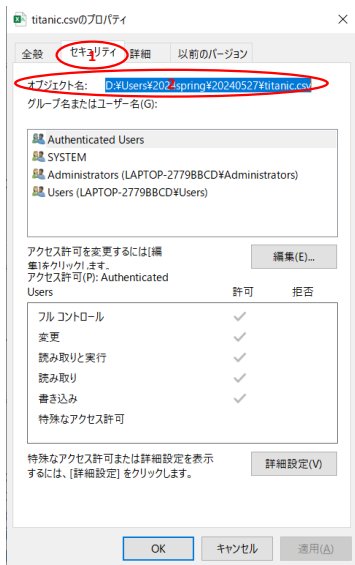 titanic.csvのプロパティ
全般 セキュリティ 詳細 以前のバージョン
1
オブジェクト名: D:¥Users¥2024spring¥20240527¥titanic.csv
2
グループ名またはユーザー名(G):
Authenticated Users
SYSTEM
Administrators (LAPTOP-2779BBCD¥Administrators)
Users (LAPTOP-2779BBCD¥Users)
アクセス許可を変更するには[編
集]をクリックします。
編集(E)...
アクセス許可(P): Authenticated
Users 許可 拒否
フル コントロール
変更
読み取りと実行
読み取り
書き込み
特殊なアクセス許可
特殊なアクセス許可または詳細設定を表示
するには、[詳細設定] をクリックします。
詳細設定(V)
OK キャンセル 適用(A)